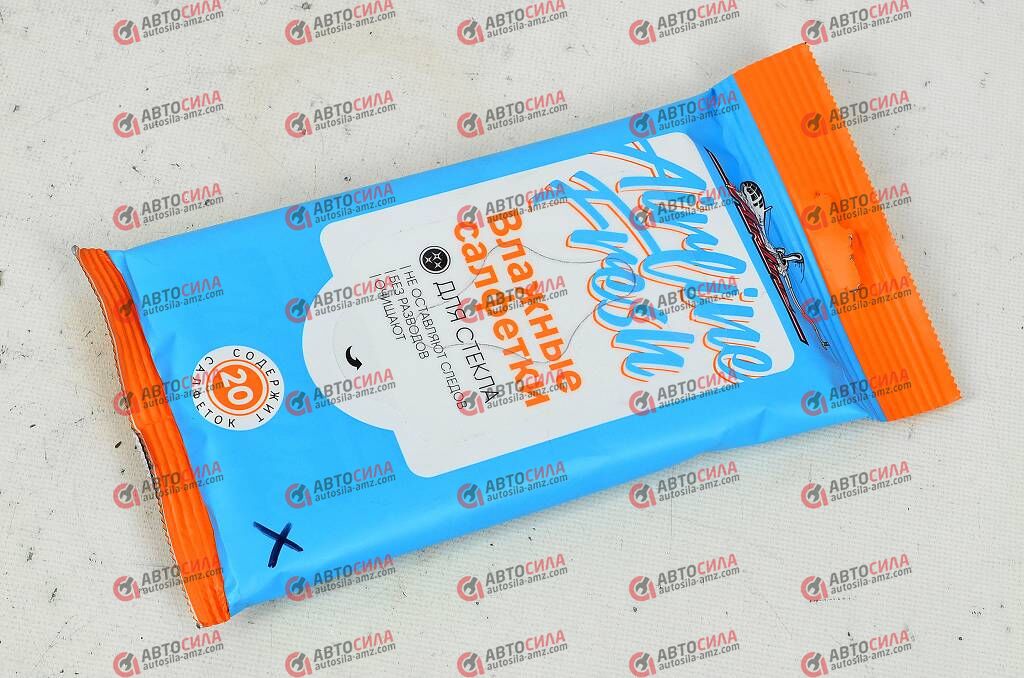 Airline
Fresh
Влажные
салфетки
ДЛЯ СТЕКЛА
| НЕ ОСТАВЛЯЮТ СЛЕДОВ
| БЕЗ РАЗВОДОВ
| ОЧИЩАЮТ
СОДЕРЖИТ
20
САЛФЕТОК
X
АВТОСИЛА
autosila-amz.com